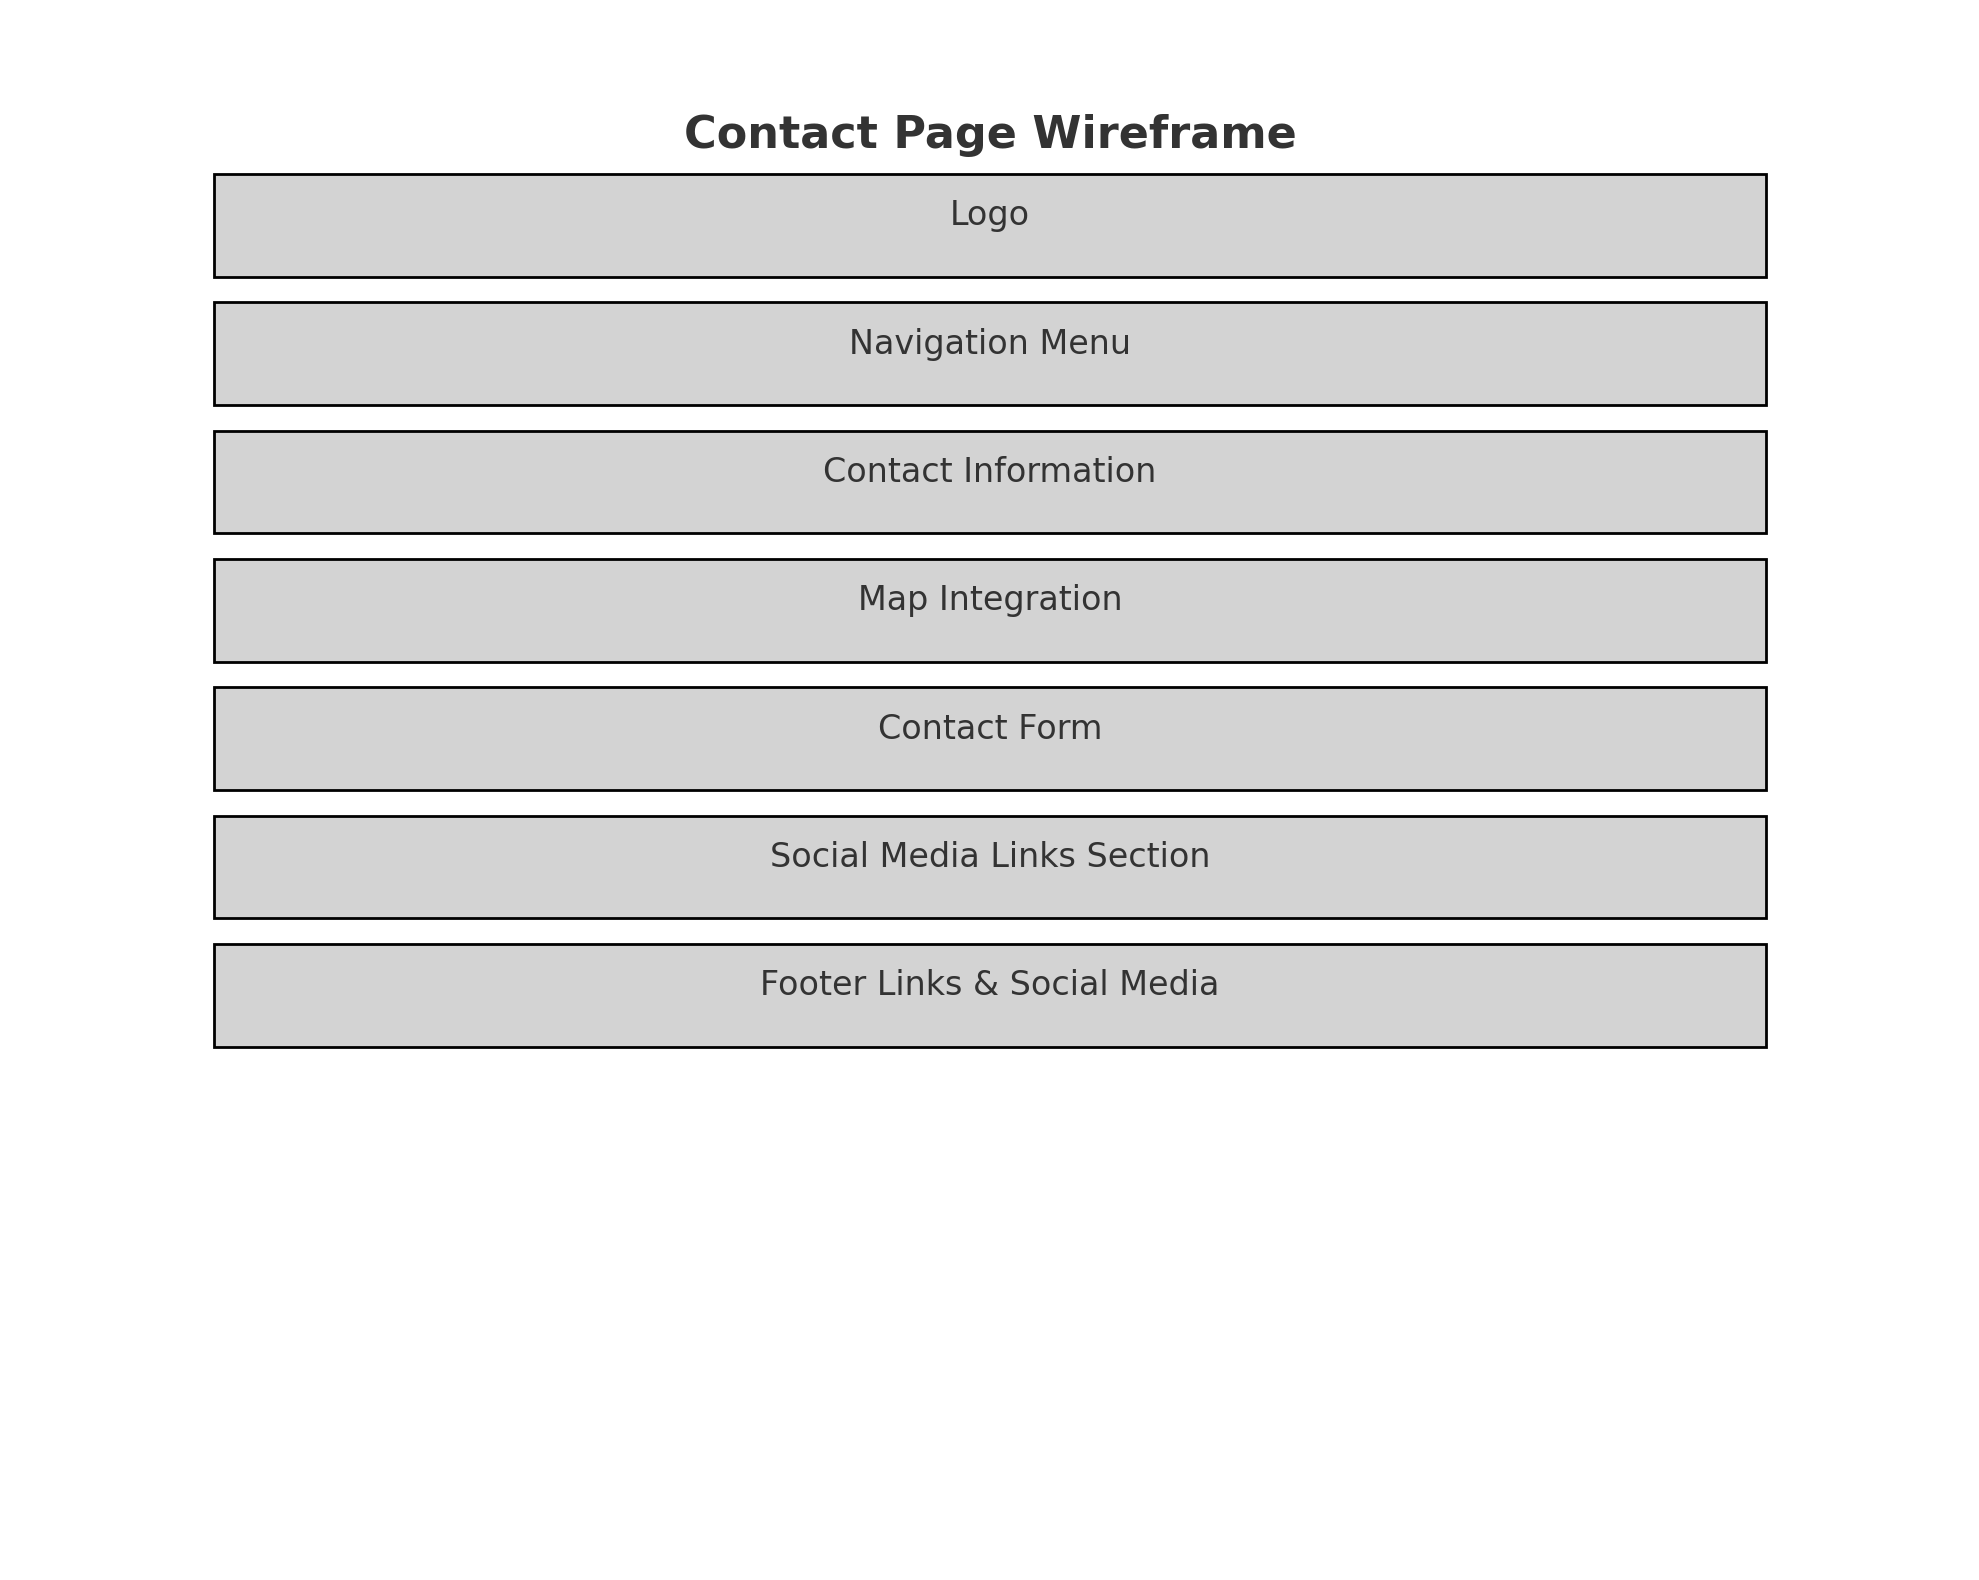 Contact Page Wireframe
Logo
Navigation Menu
Contact Information
Map Integration
Contact Form
Social Media Links Section
Footer Links & Social Media